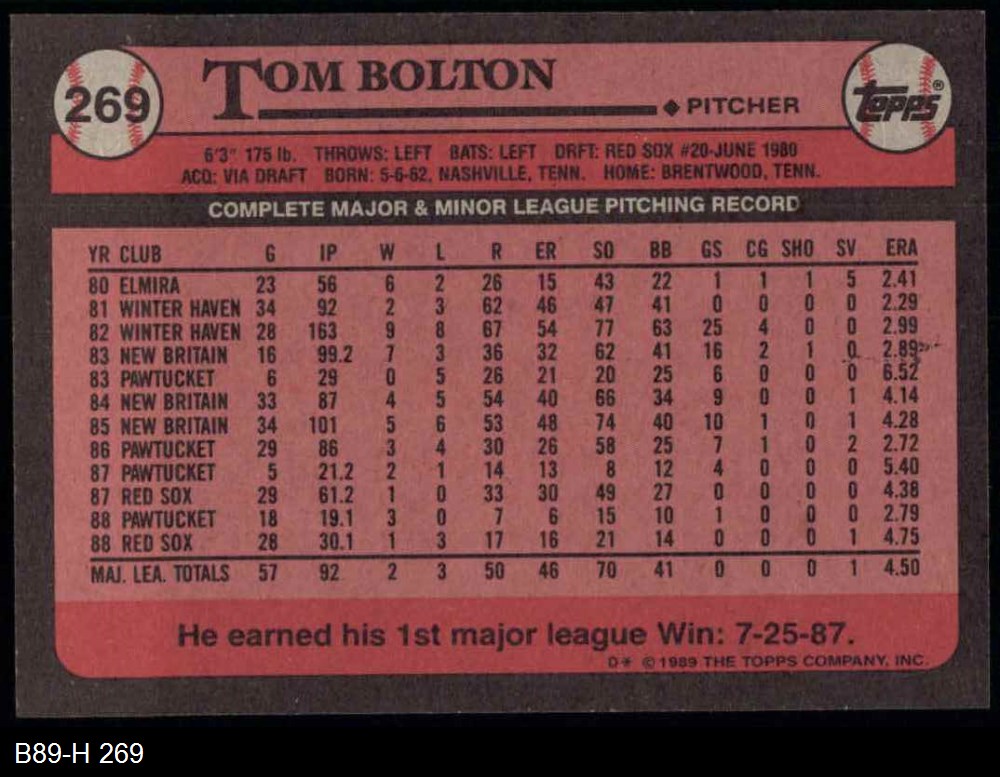 269
TOM BOLTON
◆ PITCHER
topps®
6'3" 175 lb. THROWS: LEFT BATS: LEFT DRFT: RED SOX #20-JUNE 1980
ACQ: VIA DRAFT BORN: 5-6-62, NASHVILLE, TENN. HOME: BRENTWOOD, TENN.
COMPLETE MAJOR & MINOR LEAGUE PITCHING RECORD
YR CLUB G IP W L R ER SO BB GS CG SHO SV ERA
80 ELMIRA 23 56 6 2 26 15 43 22 1 1 1 5 2.41
81 WINTER HAVEN 34 92 2 3 62 46 47 41 0 0 0 0 2.29
82 WINTER HAVEN 28 163 9 8 67 54 77 63 25 4 0 0 2.99
83 NEW BRITAIN 16 99.2 7 3 36 32 62 41 16 2 1 0 2.89
83 PAWTUCKET 6 29 0 5 26 21 20 25 6 0 0 0 6.52
84 NEW BRITAIN 33 87 4 5 54 40 66 34 9 0 0 1 4.14
85 NEW BRITAIN 34 101 5 6 53 48 74 40 10 1 0 1 4.28
86 PAWTUCKET 29 86 3 4 30 26 58 25 7 1 0 2 2.72
87 PAWTUCKET 5 21.2 2 1 14 13 8 12 4 0 0 0 5.40
87 RED SOX 29 61.2 1 0 33 30 49 27 0 0 0 0 4.38
88 PAWTUCKET 18 19.1 3 0 7 6 15 10 1 0 0 0 2.79
88 RED SOX 28 30.1 1 3 17 16 21 14 0 0 0 1 4.75
MAJ. LEA. TOTALS 57 92 2 3 50 46 70 41 0 0 0 1 4.50
He earned his 1st major league Win: 7-25-87.
D* © 1989 THE TOPPS COMPANY, INC.
B89-H 269